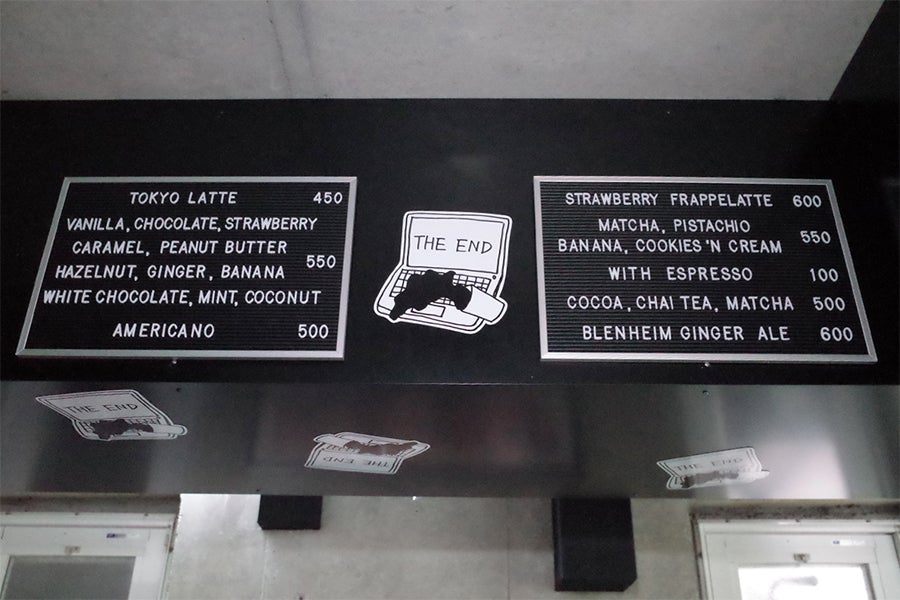 TOKYO LATTE 450
VANILLA, CHOCOLATE, STRAWBERRY
CARAMEL, PEANUT BUTTER
HAZELNUT, GINGER, BANANA 550
WHITE CHOCOLATE, MINT, COCONUT
AMERICANO 500
THE END
STRAWBERRY FRAPPELATTE 600
MATCHA, PISTACHIO
BANANA, COOKIES 'N CREAM 550
WITH ESPRESSO 100
COCOA, CHAI TEA, MATCHA 500
BLENHEIM GINGER ALE 600
THE END
THE END
THE END